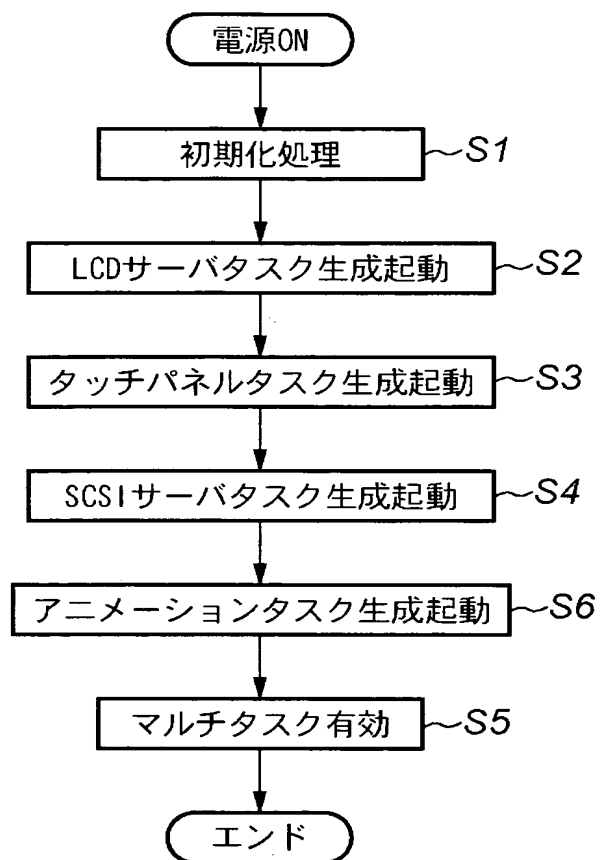 電源ON
初期化処理 S1
LCDサーバタスク生成起動 S2
タッチパネルタスク生成起動 S3
SCSIサーバタスク生成起動 S4
アニメーションタスク生成起動 S6
マルチタスク有効 S5
エンド